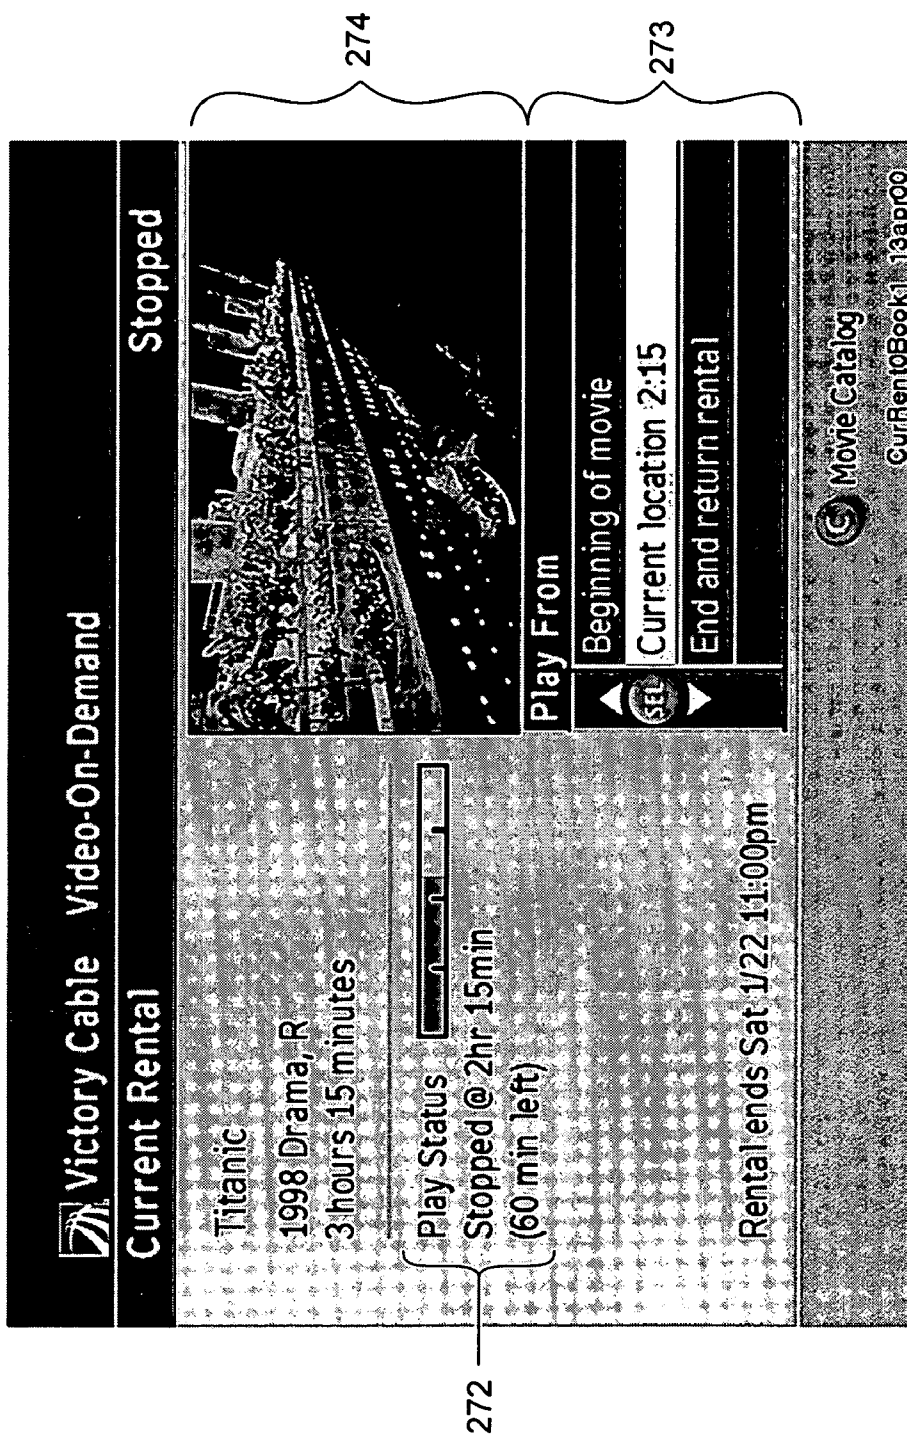 Victory Cable Video-On-Demand
Current Rental
Stopped
Titanic
1998 Drama, R
3 hours 15 minutes
Play Status
Stopped @ 2hr 15min
(60 min left)
Rental ends Sat 1/22 11:00pm
Play From
SEL
Beginning of movie
Current location 2:15
End and return rental
C Movie Catalog
CurRent0Book1 13apr00
272
274
273